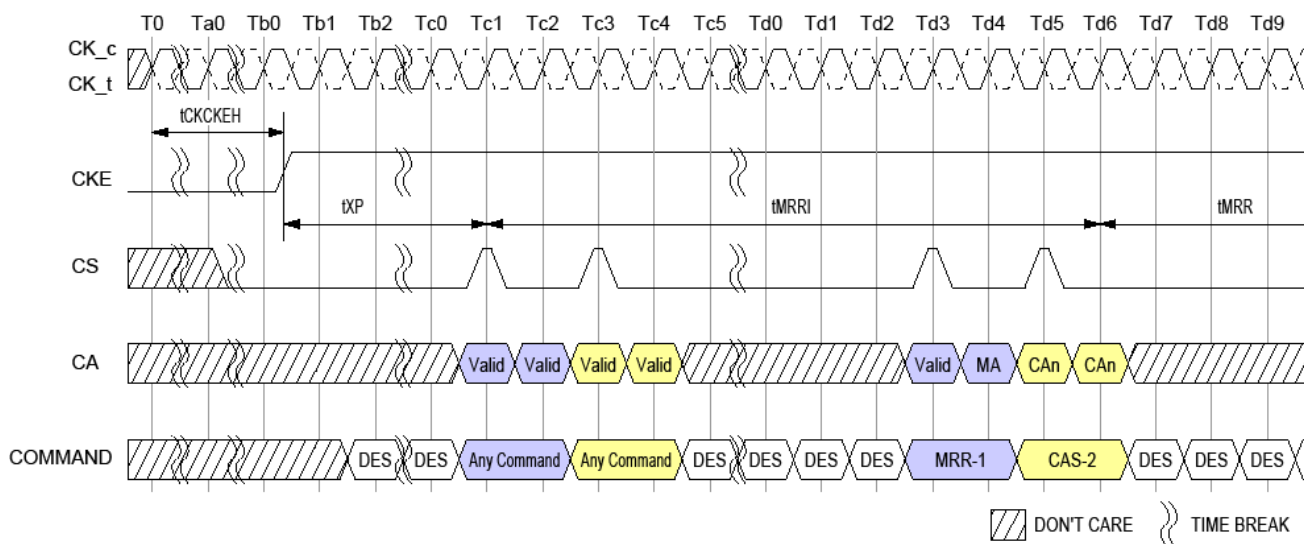 T0 Ta0 Tb0 Tb1 Tb2 Tc0 Tc1 Tc2 Tc3 Tc4 Tc5 Td0 Td1 Td2 Td3 Td4 Td5 Td6 Td7 Td8 Td9
CK_c
CK_t
tCKCKEH
CKE
tXP tMRRI tMRR
CS
CA Valid Valid Valid Valid Valid MA CAn CAn
COMMAND DES DES Any Command Any Command DES DES DES DES MRR-1 CAS-2 DES DES DES
DON'T CARE TIME BREAK